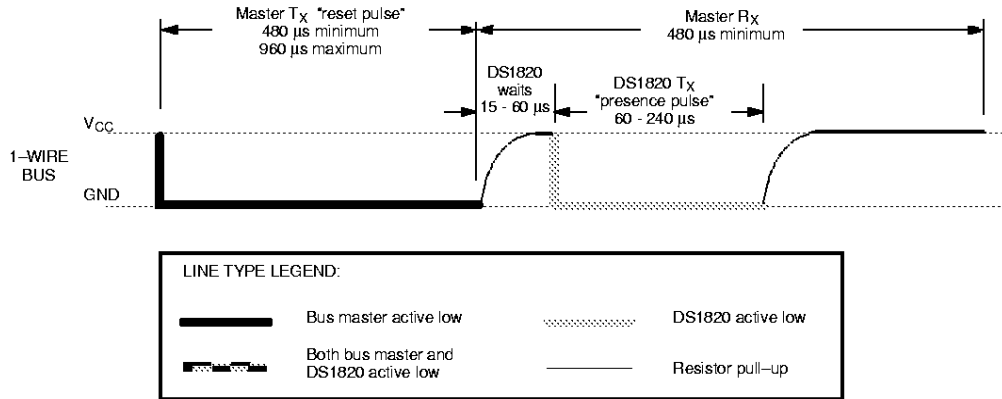 Master TX "reset pulse"
480 µs minimum
960 µs maximum
Master RX
480 µs minimum
DS1820
waits
15 - 60 µs
DS1820 TX
"presence pulse"
60 - 240 µs
VCC
1–WIRE
BUS
GND
LINE TYPE LEGEND:
Bus master active low
DS1820 active low
Both bus master and
DS1820 active low
Resistor pull–up